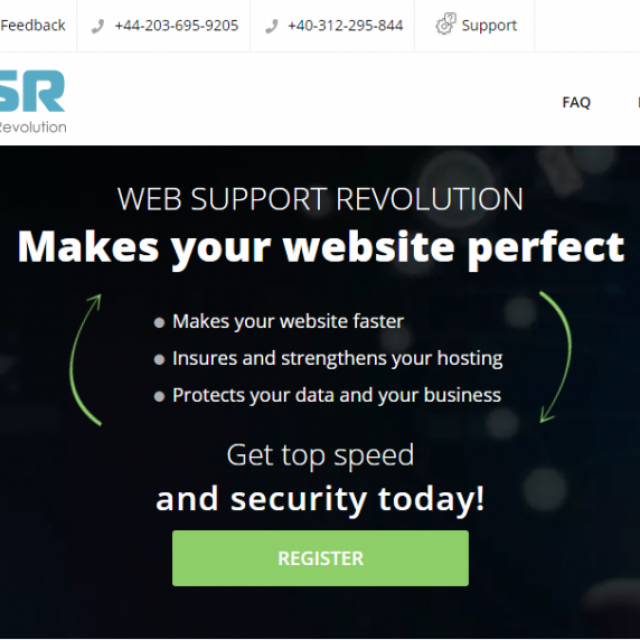 Feedback
+44-203-695-9205
+40-312-295-844
Support
SR
Revolution
FAQ
WEB SUPPORT REVOLUTION
Makes your website perfect
Makes your website faster
Insures and strengthens your hosting
Protects your data and your business
Get top speed
and security today!
REGISTER